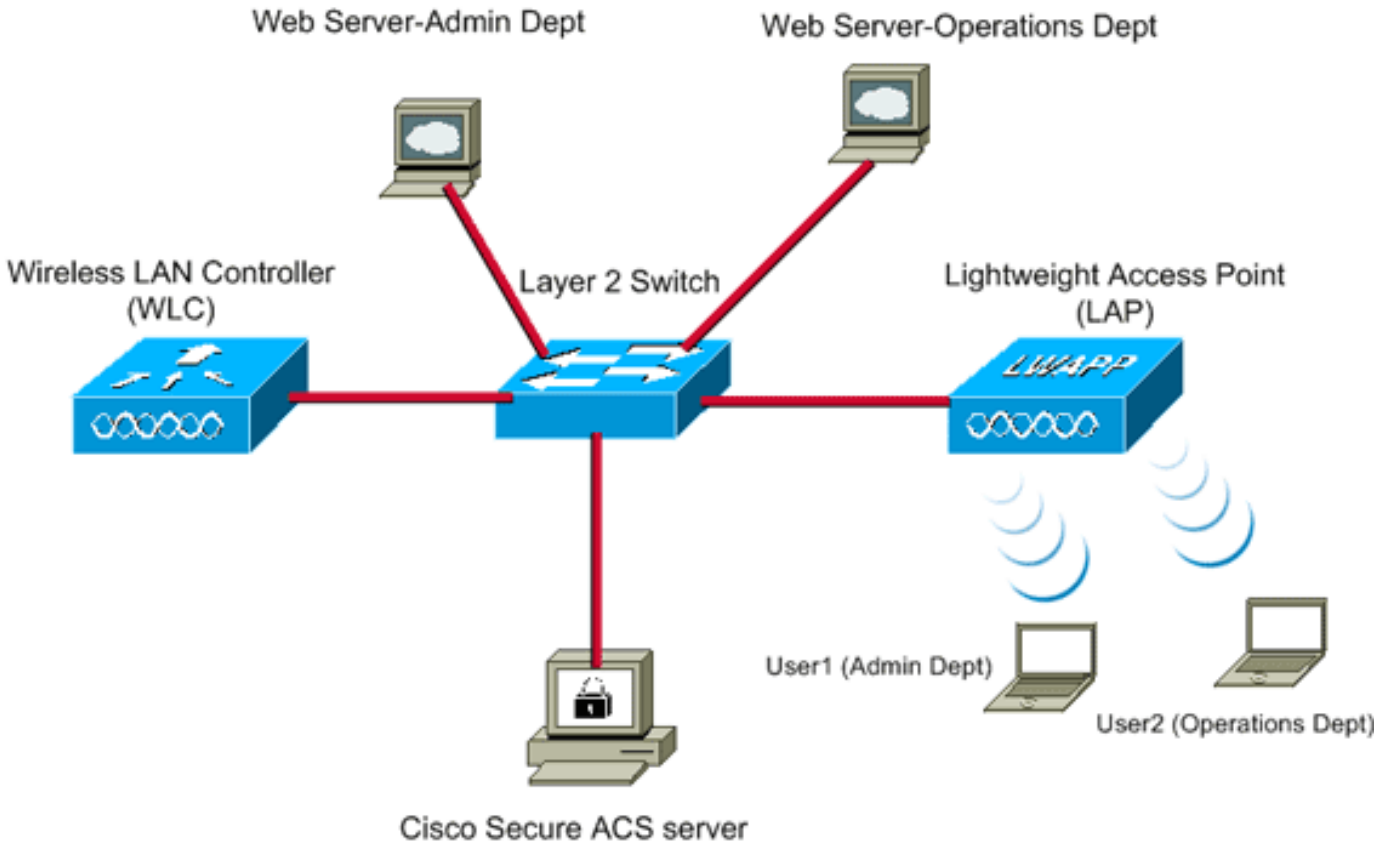 Web Server-Admin Dept
Web Server-Operations Dept
Wireless LAN Controller
(WLC)
Layer 2 Switch
Lightweight Access Point
(LAP)
LWAPP
User1 (Admin Dept)
User2 (Operations Dept)
Cisco Secure ACS server